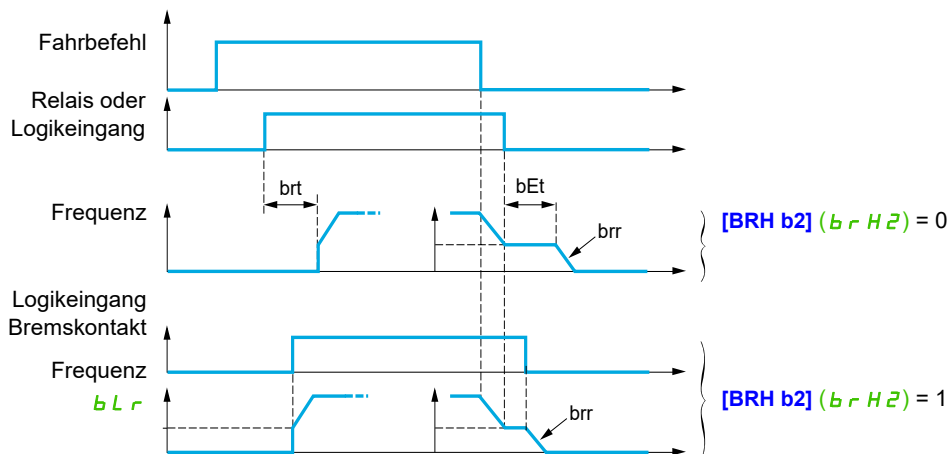 Fahrbefehl
Relais oder
Logikeingang
brt
bEt
Frequenz
brr
[BRH b2] (brH2) = 0
Logikeingang
Bremskontakt
Frequenz
bLr
brr
[BRH b2] (brH2) = 1